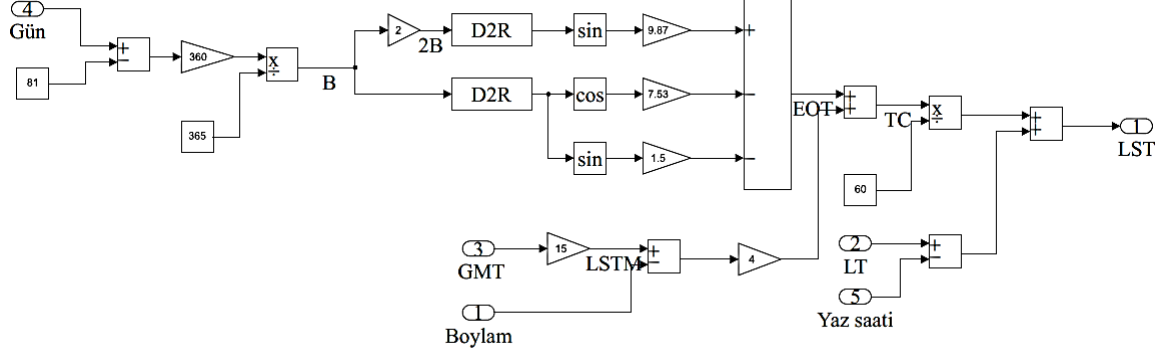 4
Gün
+
−
81
360
x
÷
365
B
2
2B
D2R
sin
9.87
+
D2R
cos
7.53
−
sin
1.5
−
EOT
+
+
TC
x
÷
60
+
+
1
LST
3
GMT
15
LSTM
+
−
4
1
Boylam
2
LT
+
−
5
Yaz saati